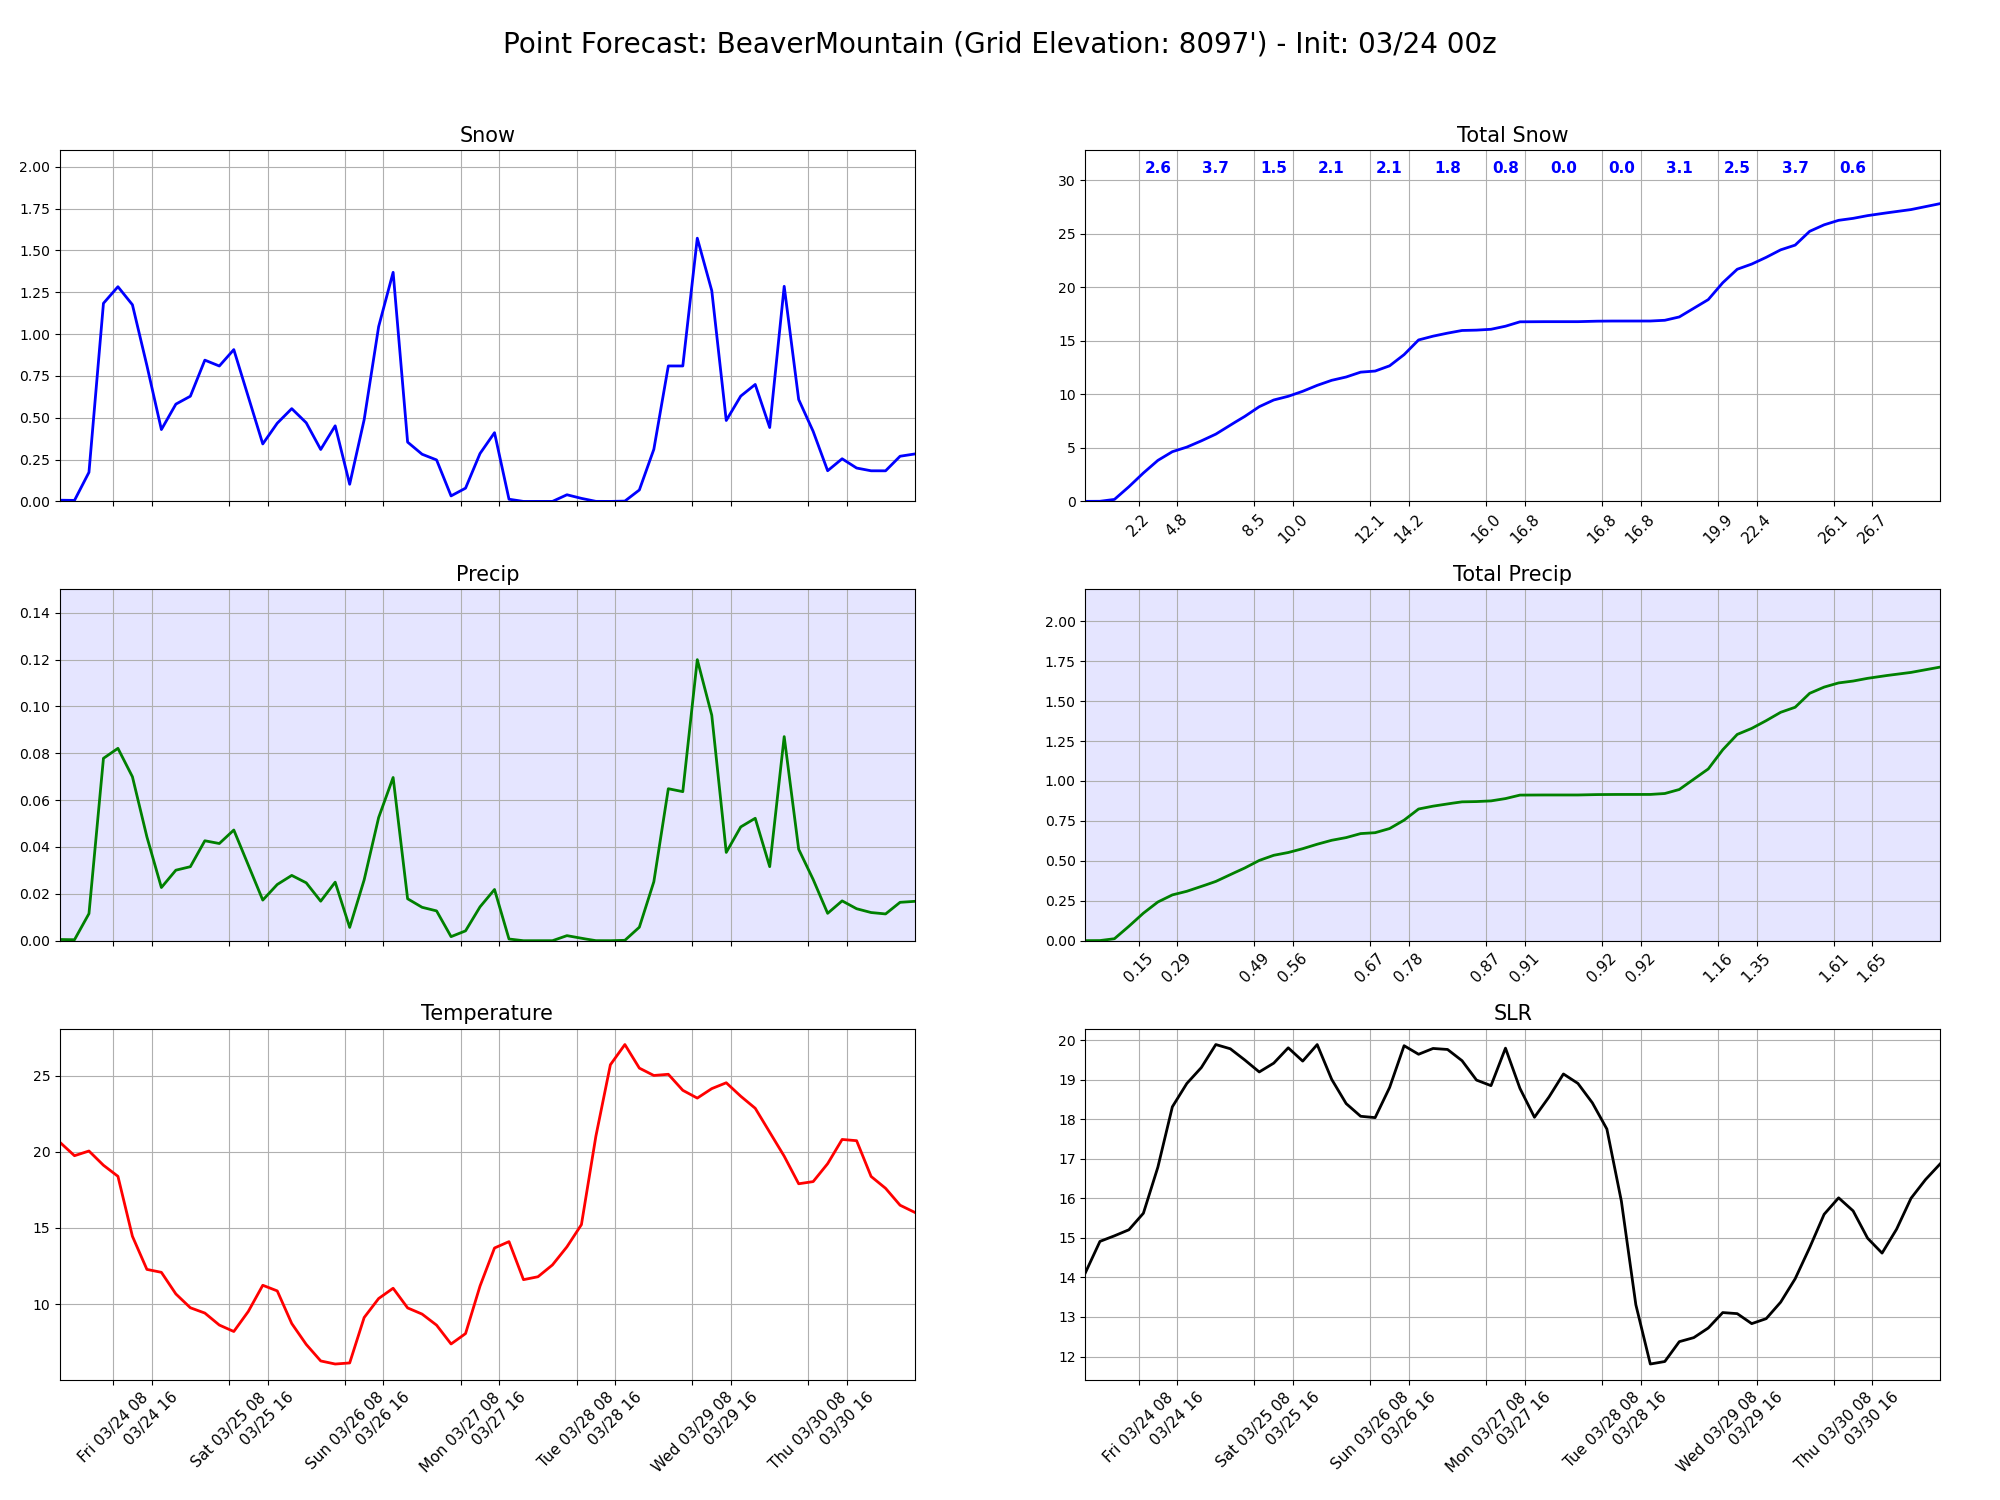 Point Forecast: BeaverMountain (Grid Elevation: 8097') - Init: 03/24 00z
Snow
2.00
1.75
1.50
1.25
1.00
0.75
0.50
0.25
0.00
Total Snow
2.6 3.7 1.5 2.1 2.1 1.8 0.8 0.0 0.0 3.1 2.5 3.7 0.6
30
25
20
15
10
5
0
2.2 4.8 8.5 10.0 12.1 14.2 16.0 16.8 16.8 16.8 19.9 22.4 26.1 26.7
Precip
0.14
0.12
0.10
0.08
0.06
0.04
0.02
0.00
Total Precip
2.00
1.75
1.50
1.25
1.00
0.75
0.50
0.25
0.00
0.15 0.29 0.49 0.56 0.67 0.78 0.87 0.91 0.92 0.92 1.16 1.35 1.61 1.65
Temperature
25
20
15
10
Fri 03/24 08
03/24 16
Sat 03/25 08
03/25 16
Sun 03/26 08
03/26 16
Mon 03/27 08
03/27 16
Tue 03/28 08
03/28 16
Wed 03/29 08
03/29 16
Thu 03/30 08
03/30 16
SLR
20
19
18
17
16
15
14
13
12
Fri 03/24 08
03/24 16
Sat 03/25 08
03/25 16
Sun 03/26 08
03/26 16
Mon 03/27 08
03/27 16
Tue 03/28 08
03/28 16
Wed 03/29 08
03/29 16
Thu 03/30 08
03/30 16